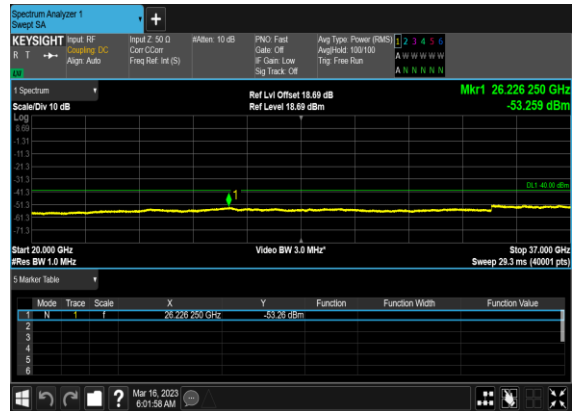 Spectrum Analyzer 1
Swept SA
KEYSIGHT Input: RF Input Z: 50 Ω #Atten: 10 dB PNO: Fast Avg Type: Power (RMS) 1 2 3 4 5 6
R T Coupling: DC Corr CCorr Gate: Off Avg|Hold: 100/100 A W W W W W
Align: Auto Freq Ref: Int (S) IF Gain: Low Trig: Free Run
Sig Track: Off A N N N N N
1 Spectrum Ref Lvl Offset 18.69 dB Mkr1 26.226 250 GHz
Scale/Div 10 dB Ref Level 18.69 dBm -53.259 dBm
Log
8.69
-1.31
-11.3
-21.3
-31.3
DL1 -40.00 dBm
-41.3
1
-51.3
-61.3
-71.3
Start 20.000 GHz Video BW 3.0 MHz* Stop 37.000 GHz
#Res BW 1.0 MHz Sweep 29.3 ms (40001 pts)
5 Marker Table
Mode Trace Scale X Y Function Function Width Function Value
1 N 1 f 26.226 250 GHz -53.26 dBm
2
3
4
5
6
? Mar 16, 2023
6:01:58 AM